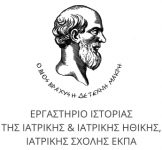 Ο ΒΙΟΣ ΒΡΑΧΥΣ Η ΔΕ ΤΕΧΝΗ ΜΑΚΡΗ
ΕΡΓΑΣΤΗΡΙΟ ΙΣΤΟΡΙΑΣ
ΤΗΣ ΙΑΤΡΙΚΗΣ & ΙΑΤΡΙΚΗΣ ΗΘΙΚΗΣ,
ΙΑΤΡΙΚΗΣ ΣΧΟΛΗΣ ΕΚΠΑ